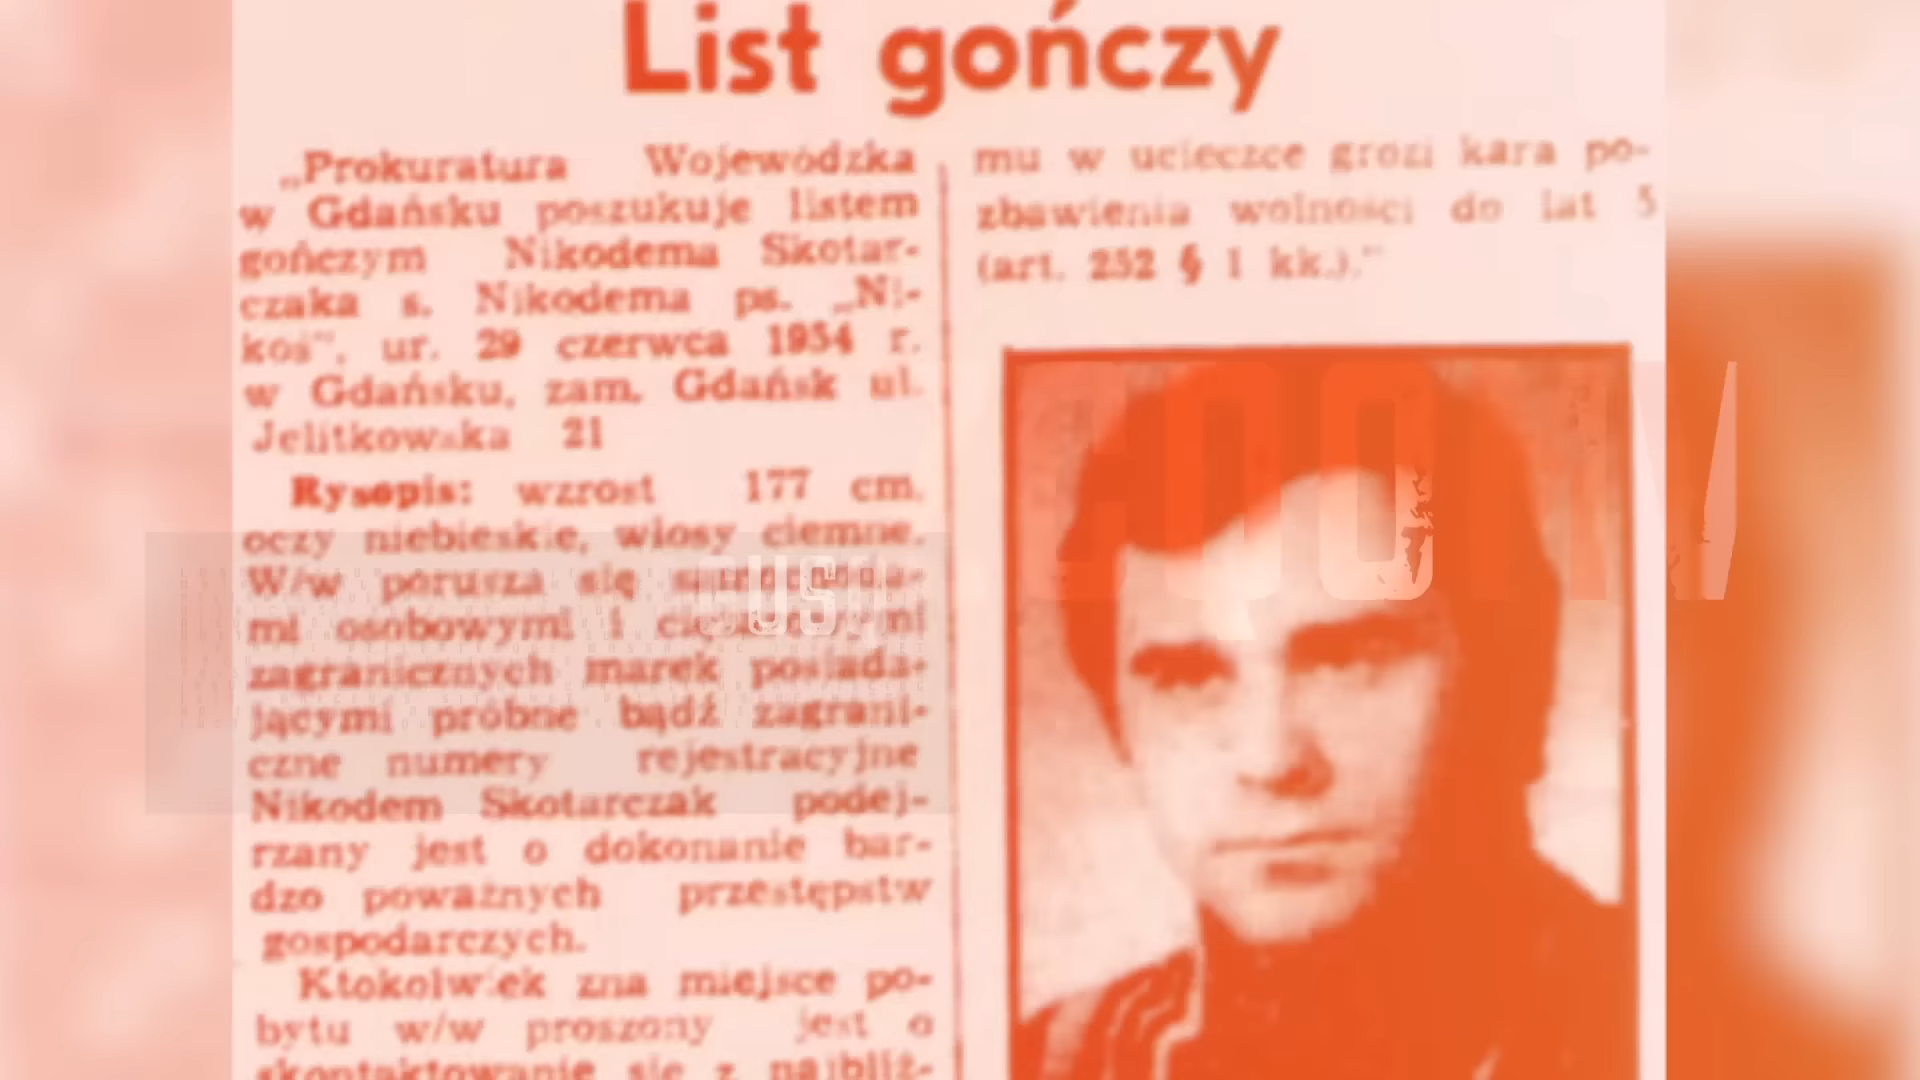 List gończy
„Prokuratura Wojewódzka
w Gdańsku poszukuje listem
gończym Nikodema Skotar-
czaka s. Nikodema ps. „Ni-
koś”, ur. 29 czerwca 1954 r.
w Gdańsku, zam. Gdańsk ul.
Jelitkowska 21
Rysopis: wzrost 177 cm,
oczy niebieskie, włosy ciemne.
W/w porusza się samochoda-
mi osobowymi i ciężarowymi
zagranicznych marek posiada-
jącymi próbne bądź zagrani-
czne numery rejestracyjne
Nikodem Skotarczak podej-
rzany jest o dokonanie bar-
dzo poważnych przestępstw
gospodarczych.
Ktokolwiek zna miejsce po-
bytu w/w proszony jest o
skontaktowanie się z najbliż-
mu w ucieczce grozi kara po-
zbawienia wolności do lat 5
(art. 252 § 1 kk.).”